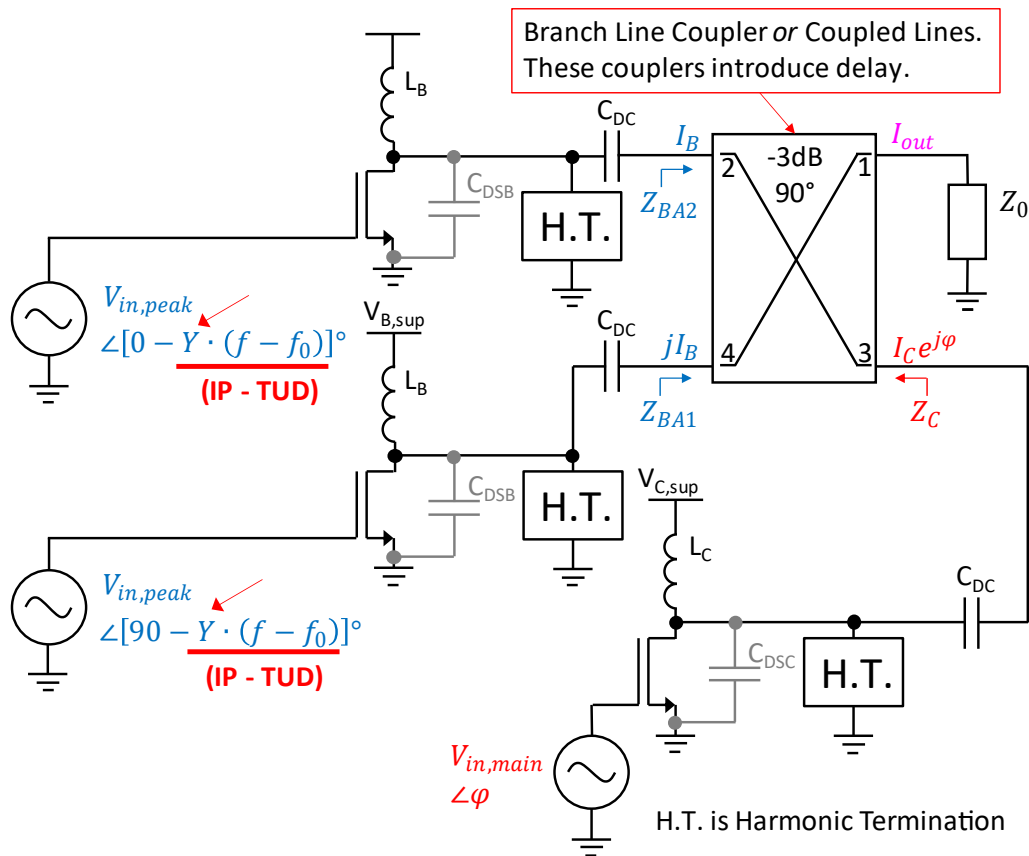 Branch Line Coupler or Coupled Lines.
These couplers introduce delay.
L_B
C_DC
I_B
-3dB
90°
I_out
2
1
C_DSB
H.T.
Z_BA2
Z_0
V_in,peak
∠[0 − Y · (f − f_0)]°
(IP - TUD)
V_B,sup
C_DC
jI_B
4
3
I_C e^jφ
L_B
Z_BA1
Z_C
C_DSB
H.T.
V_C,sup
L_C
C_DC
V_in,peak
∠[90 − Y · (f − f_0)]°
(IP - TUD)
C_DSC
H.T.
V_in,main
∠φ
H.T. is Harmonic Termination